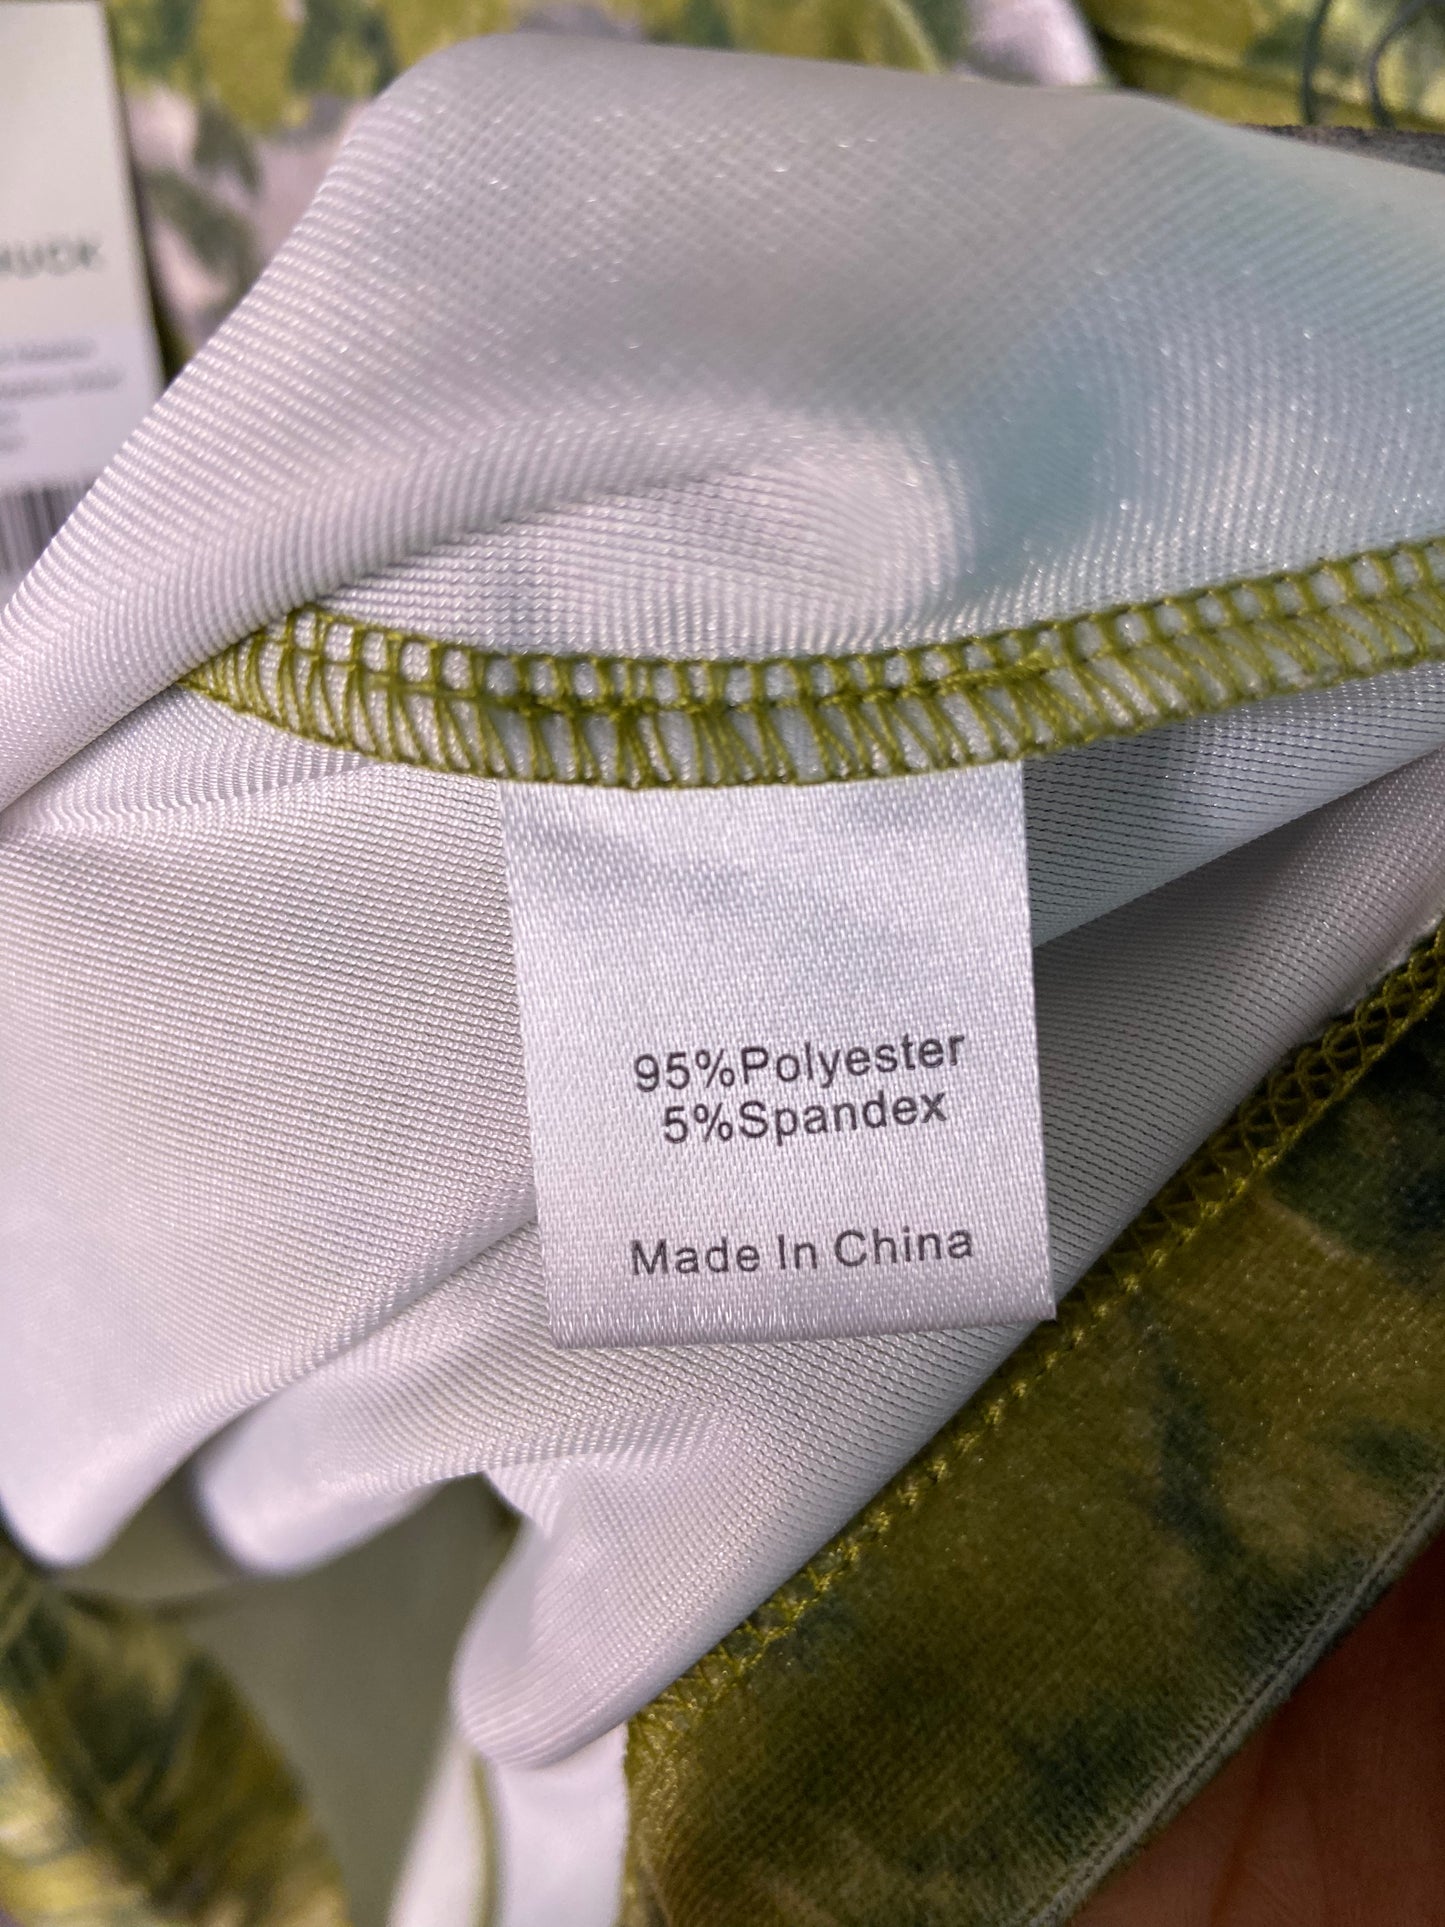 95%Polyester
5%Spandex
Made In China